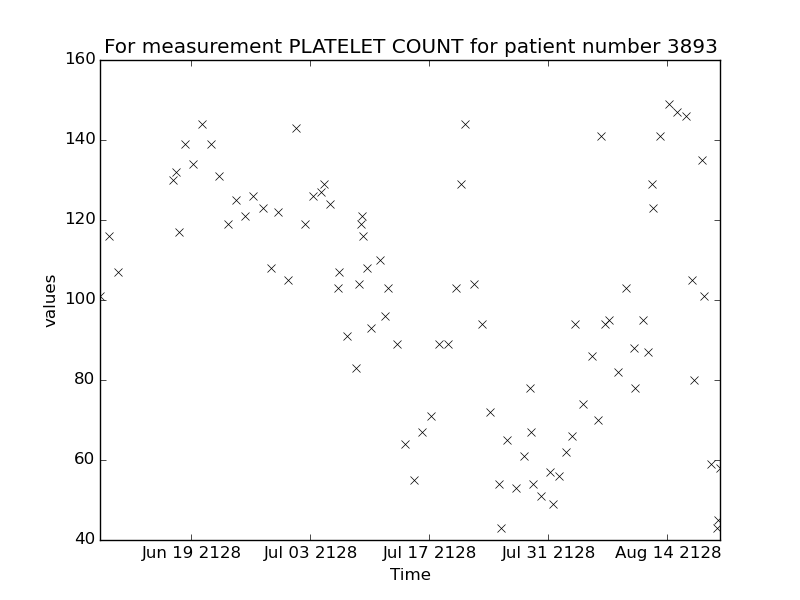 For measurement PLATELET COUNT for patient number 3893
160
140
120
100
80
60
40
values
Jun 19 2128
Jul 03 2128
Jul 17 2128
Jul 31 2128
Aug 14 2128
Time